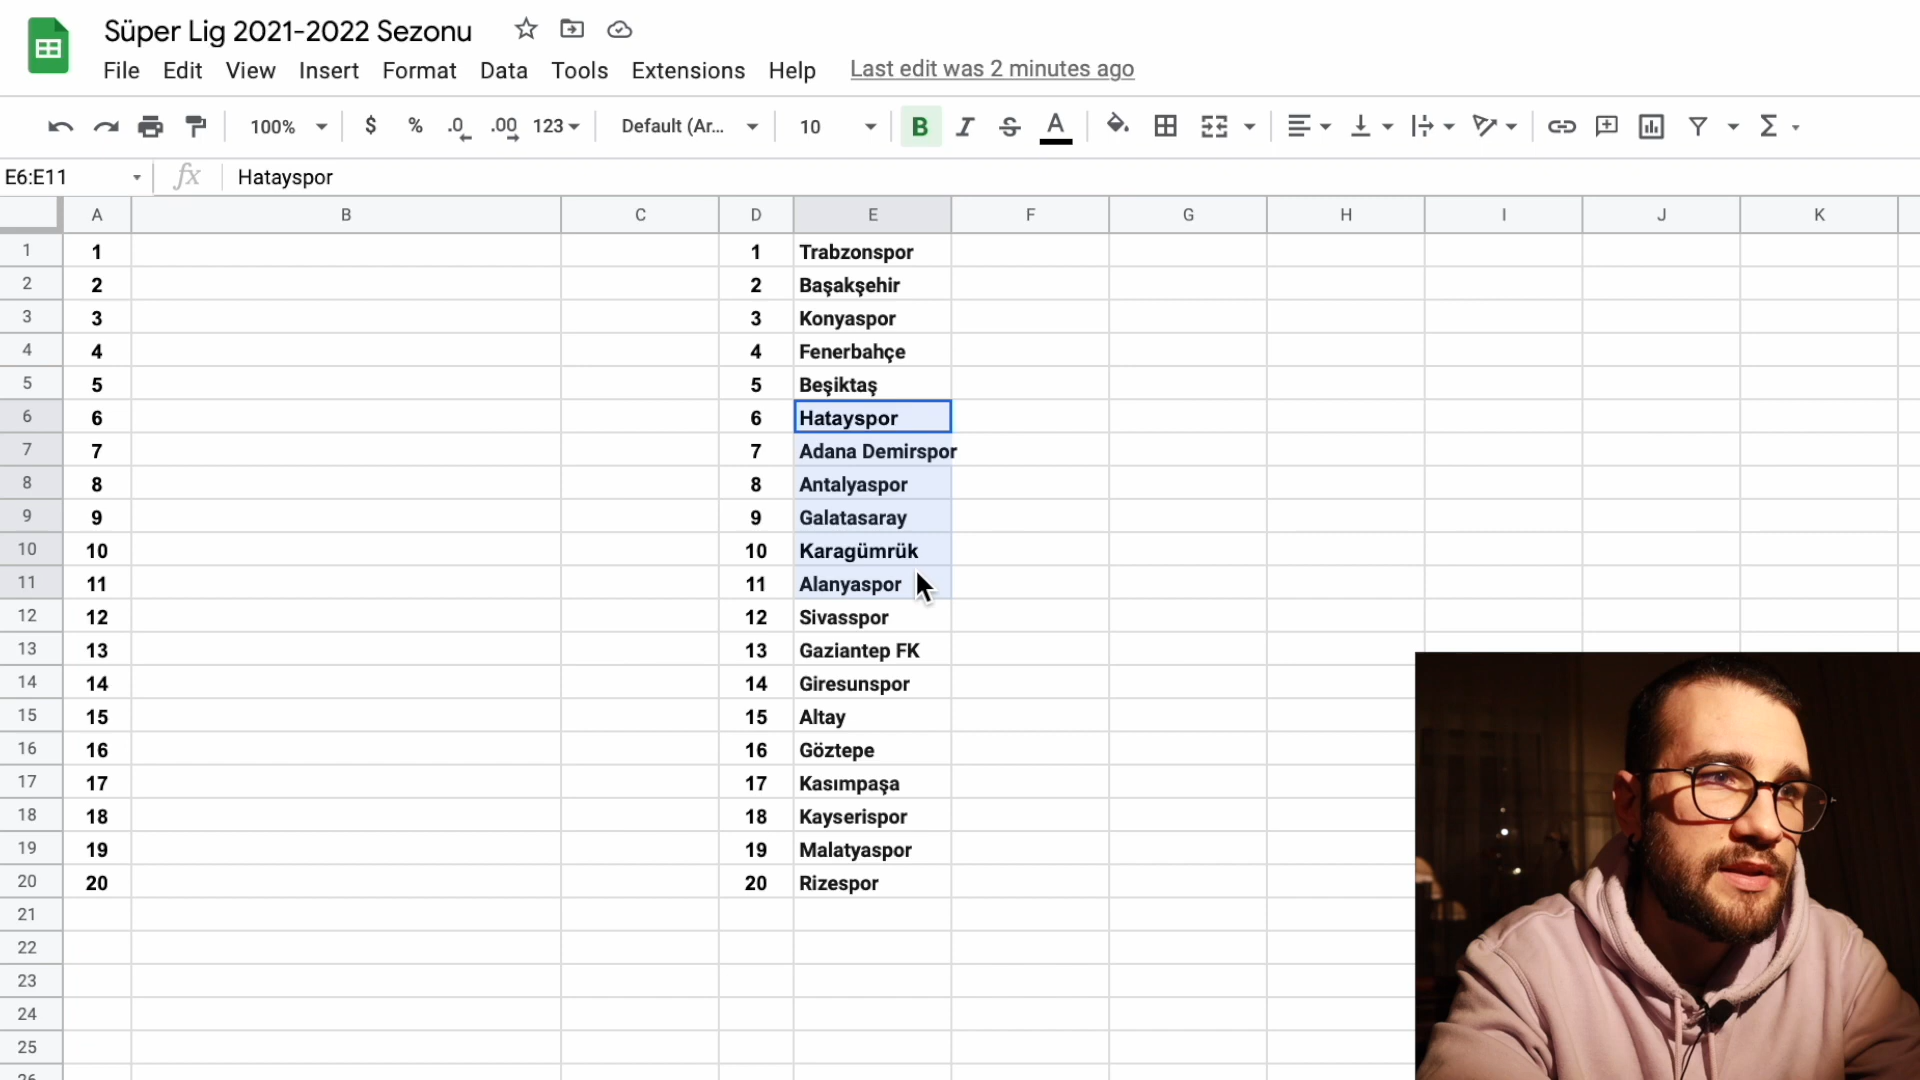 Süper Lig 2021-2022 Sezonu
File Edit View Insert Format Data Tools Extensions Help Last edit was 2 minutes ago
100% $ % .0 .00 123 Default (Ar... 10 B I S A Σ
E6:E11 fx Hatayspor
A B C D E F G H I J K
1 1 1 Trabzonspor
2 2 2 Başakşehir
3 3 3 Konyaspor
4 4 4 Fenerbahçe
5 5 5 Beşiktaş
6 6 6 Hatayspor
7 7 7 Adana Demirspor
8 8 8 Antalyaspor
9 9 9 Galatasaray
10 10 10 Karagümrük
11 11 11 Alanyaspor
12 12 12 Sivasspor
13 13 13 Gaziantep FK
14 14 14 Giresunspor
15 15 15 Altay
16 16 16 Göztepe
17 17 17 Kasımpaşa
18 18 18 Kayserispor
19 19 19 Malatyaspor
20 20 20 Rizespor
21
22
23
24
25
26